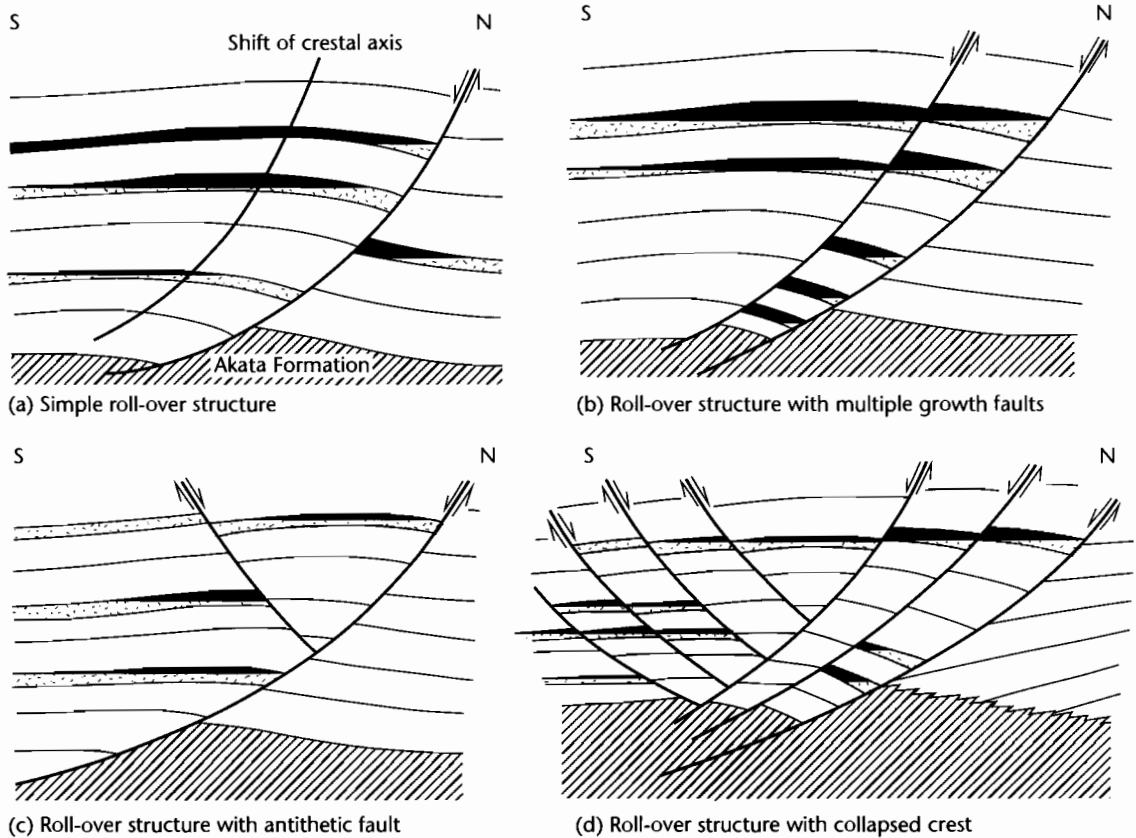 S N
Shift of crestal axis
Akata Formation
(a) Simple roll-over structure
S N
(b) Roll-over structure with multiple growth faults
S N
(c) Roll-over structure with antithetic fault
S N
(d) Roll-over structure with collapsed crest